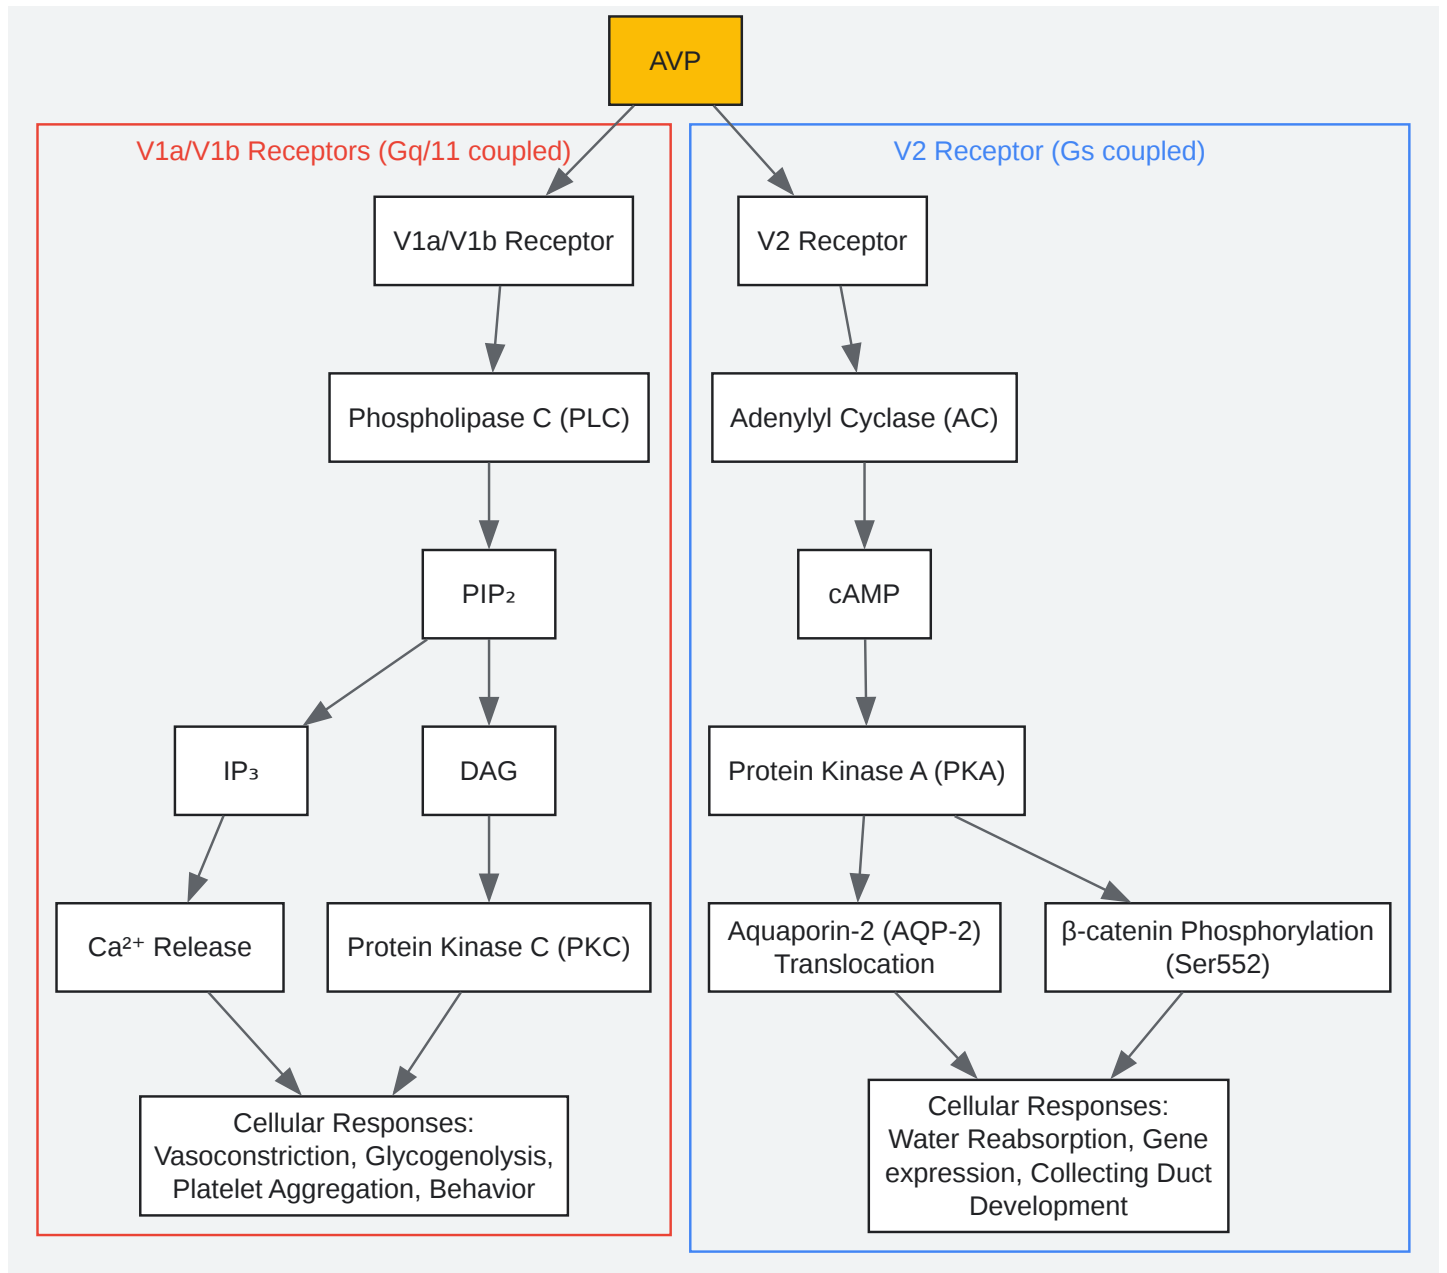 AVP
V1a/V1b Receptors (Gq/11 coupled)
V2 Receptor (Gs coupled)
V1a/V1b Receptor
V2 Receptor
Phospholipase C (PLC)
Adenylyl Cyclase (AC)
PIP₂
cAMP
IP₃
DAG
Protein Kinase A (PKA)
Ca²⁺ Release
Protein Kinase C (PKC)
Aquaporin-2 (AQP-2)
Translocation
β-catenin Phosphorylation
(Ser552)
Cellular Responses:
Vasoconstriction, Glycogenolysis,
Platelet Aggregation, Behavior
Cellular Responses:
Water Reabsorption, Gene
expression, Collecting Duct
Development